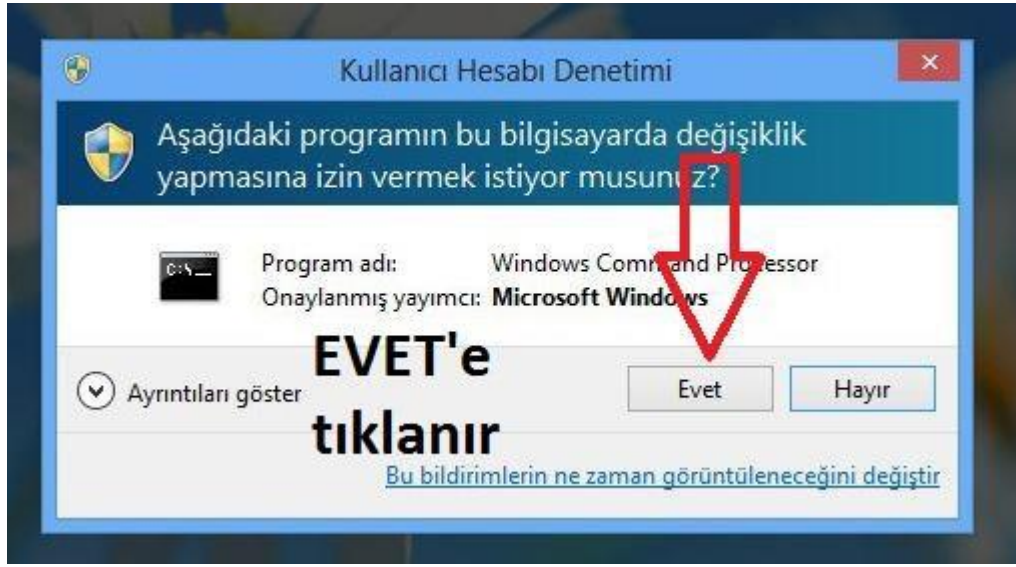 Kullanıcı Hesabı Denetimi
Aşağıdaki programın bu bilgisayarda değişiklik
yapmasına izin vermek istiyor musunuz?
C:\_
Program adı: Windows Command Processor
Onaylanmış yayımcı: Microsoft Windows
EVET'e
tıklanır
Ayrıntıları göster
Evet Hayır
Bu bildirimlerin ne zaman görüntüleneceğini değiştir